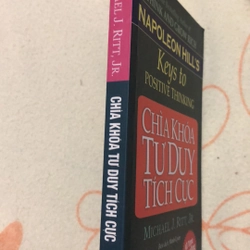 NAPOLEON HILL'S
Keys to
POSITIVE THINKING
CHÌA KHÓA
TƯ DUY
TÍCH CỰC
MICHAEL J. RITT, JR.
EL J. RITT, JR.
CHÌA KHÓA TƯ DUY TÍCH CỰC